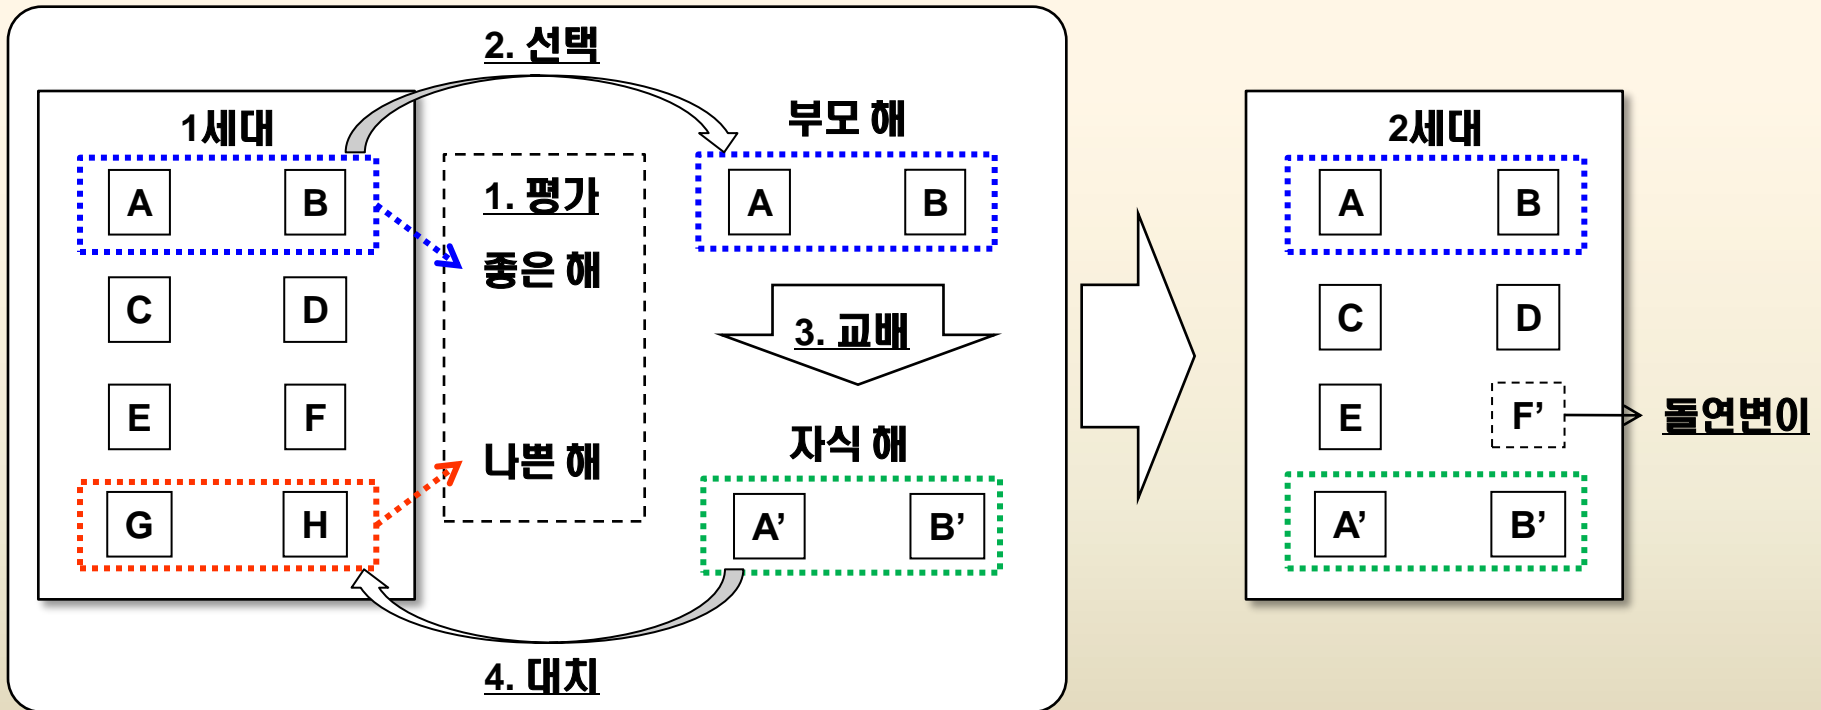 2. 선택
1세대
A B
C D
E F
G H
1. 평가
좋은 해
나쁜 해
부모 해
A B
3. 교배
자식 해
A’ B’
4. 대치
2세대
A B
C D
E F’
A’ B’
돌연변이